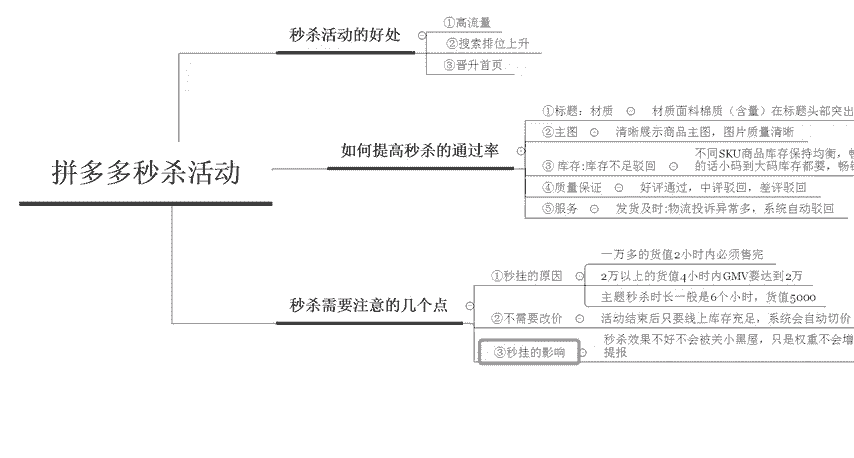 拼多多秒杀活动
秒杀活动的好处
①高流量
②搜索排位上升
③晋升首页
如何提高秒杀的通过率
①标题：材质
材质面料棉质（含量）在标题头部突出
②主图
清晰展示商品主图，图片质量清晰
③ 库存:库存不足驳回
不同SKU商品库存保持均衡，畅
的话小码到大码库存都要，畅销
④质量保证
好评通过，中评驳回，差评驳回
⑤服务
发货及时:物流投诉异常多，系统自动驳回
秒杀需要注意的几个点
①秒挂的原因
一万多的货值2小时内必须售完
2万以上的货值4小时内GMV要达到2万
主题秒杀时长一般是6个小时，货值5000
②不需要改价
活动结束后只要线上库存充足，系统会自动切价
③秒挂的影响
秒杀效果不好不会被关小黑屋，只是权重不会增
提报